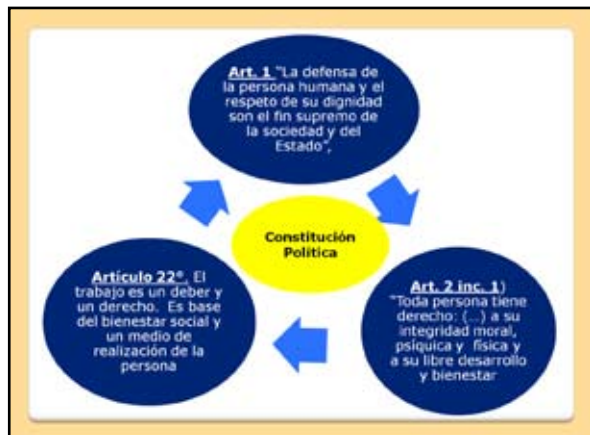 Art. 1 "La defensa de
la persona humana y el
respeto de su dignidad
son el fin supremo de
la sociedad y del
Estado",
Constitución
Política
Art. 2 inc. 1)
"Toda persona tiene
derecho: (...) a su
integridad moral,
psíquica y física y
a su libre desarrollo
y bienestar
Artículo 22°. El
trabajo es un deber y
un derecho. Es base
del bienestar social y
un medio de
realización de la
persona